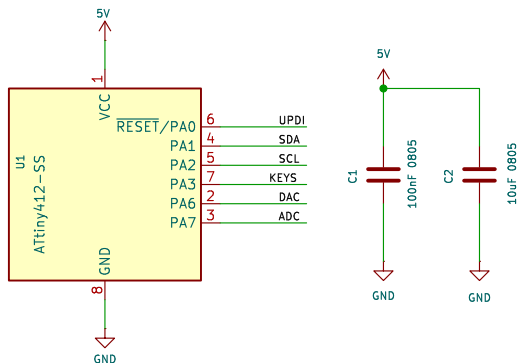 5V
1
VCC
U1
ATtiny412-SS
RESET/PA0 6 UPDI
PA1 4 SDA
PA2 5 SCL
PA3 7 KEYS
PA6 2 DAC
PA7 3 ADC
GND
8
GND
5V
C1
100nF 0805
C2
10uF 0805
GND
GND